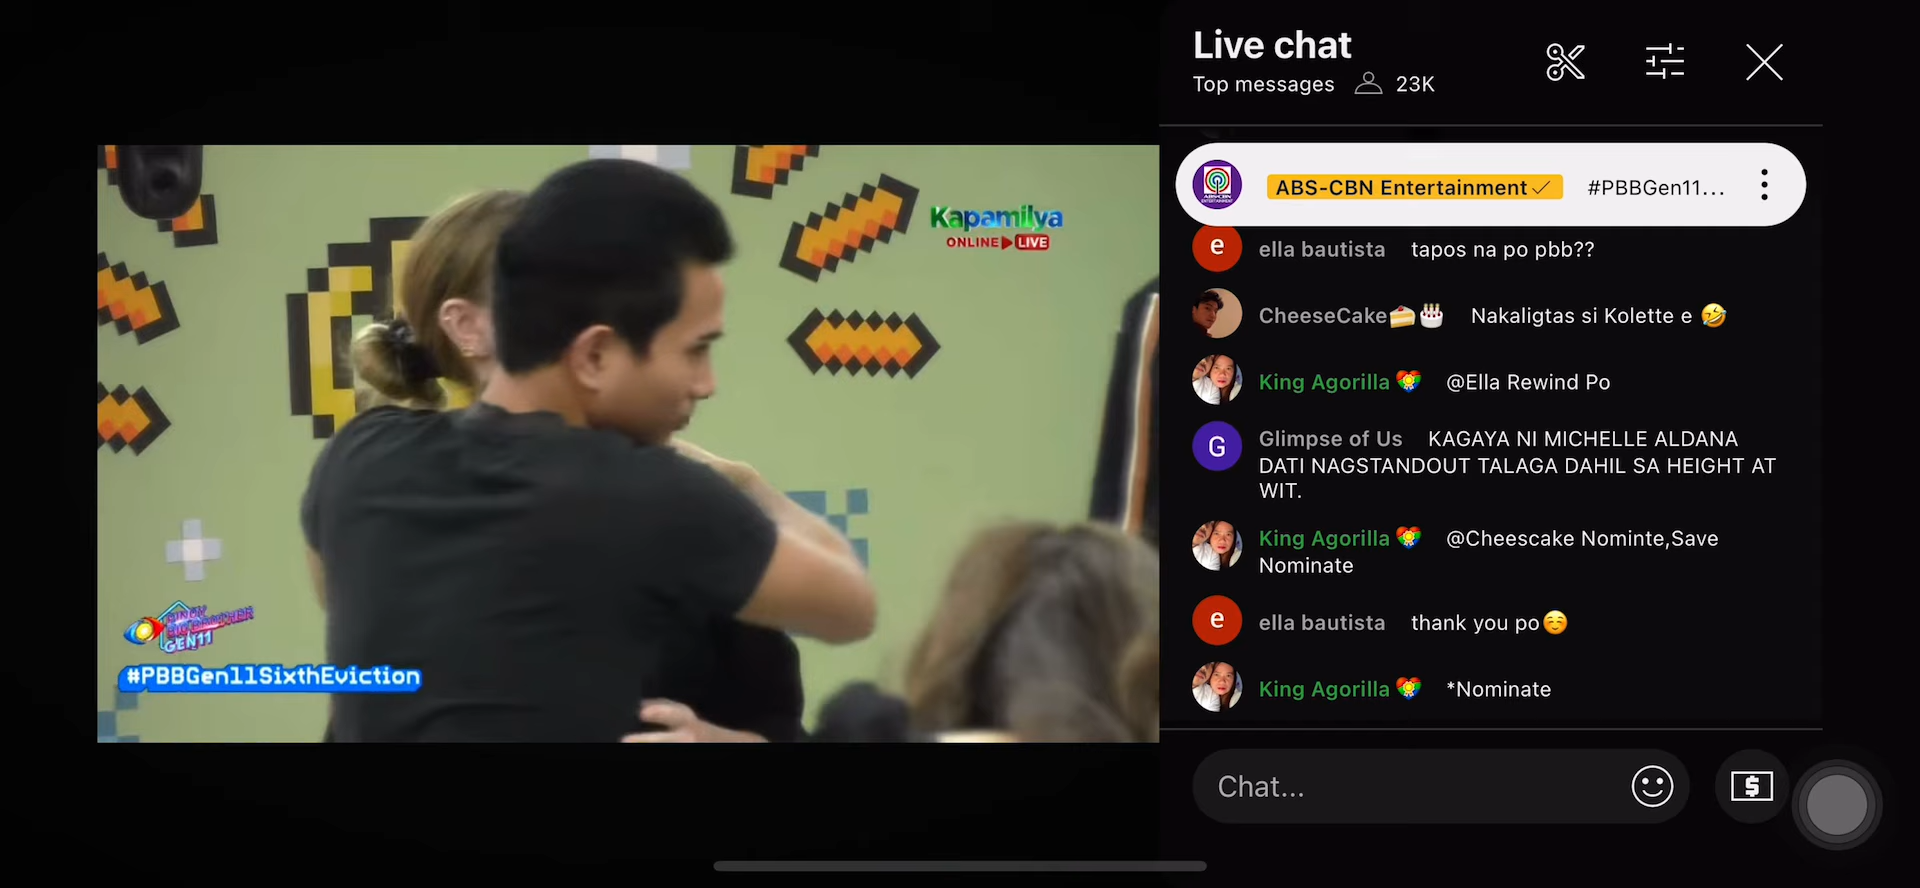 Kapamilya
ONLINE LIVE
PINOY
BIG BROTHER
GEN11
#PBBGen11SixthEviction
Live chat
Top messages 23K
ABS-CBN Entertainment #PBBGen11...
e ella bautista tapos na po pbb??
CheeseCake🍰🎂 Nakaligtas si Kolette e 🤣
King Agorilla @Ella Rewind Po
G Glimpse of Us KAGAYA NI MICHELLE ALDANA
DATI NAGSTANDOUT TALAGA DAHIL SA HEIGHT AT
WIT.
King Agorilla @Cheescake Nominte,Save
Nominate
e ella bautista thank you po☺️
King Agorilla *Nominate
Chat...
$